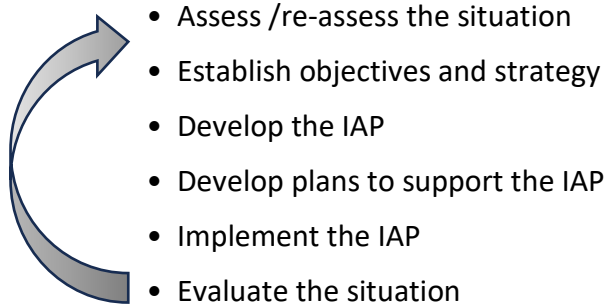 • Assess /re-assess the situation
• Establish objectives and strategy
• Develop the IAP
• Develop plans to support the IAP
• Implement the IAP
• Evaluate the situation